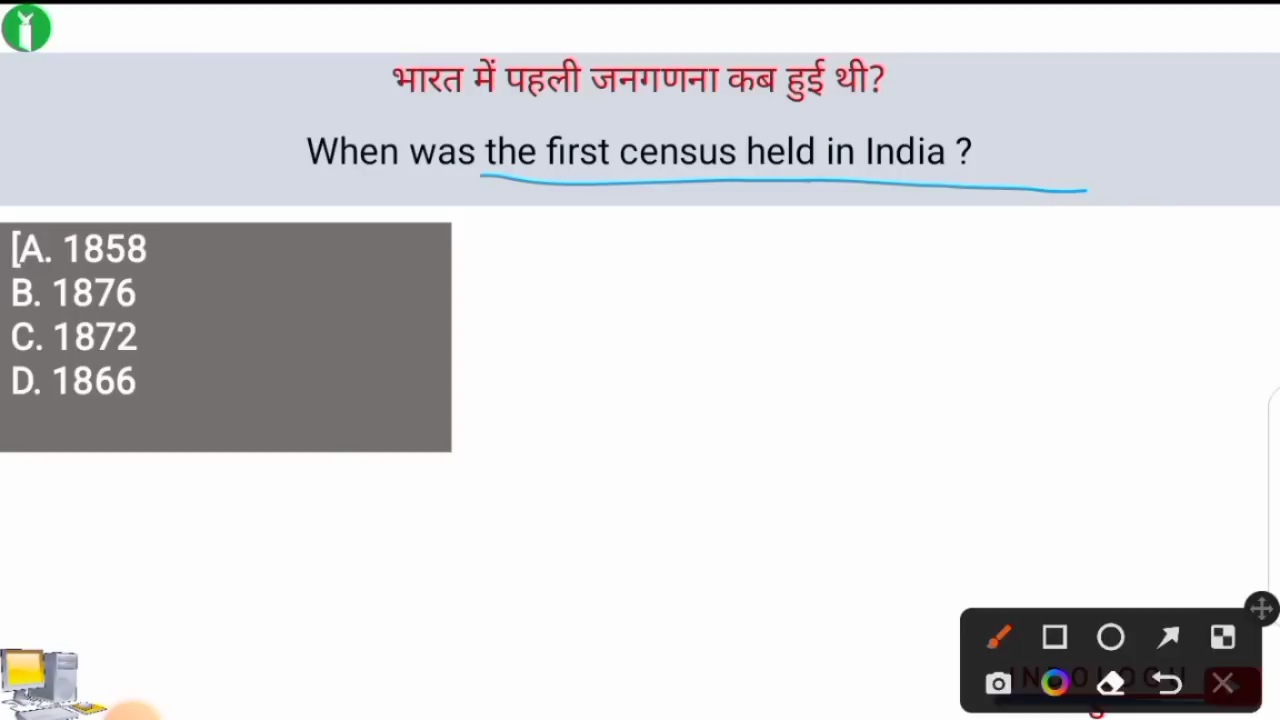 भारत में पहली जनगणना कब हुई थी?
When was the first census held in India ?
[A. 1858
B. 1876
C. 1872
D. 1866